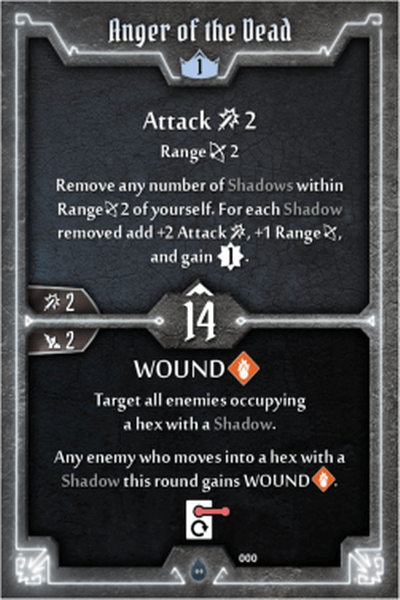 Anger of the Dead
1
Attack 2
Range 2
Remove any number of Shadows within
Range 2 of yourself. For each Shadow
removed add +2 Attack, +1 Range,
and gain 1.
2
14
2
WOUND
Target all enemies occupying
a hex with a Shadow.
Any enemy who moves into a hex with a
Shadow this round gains WOUND.
000